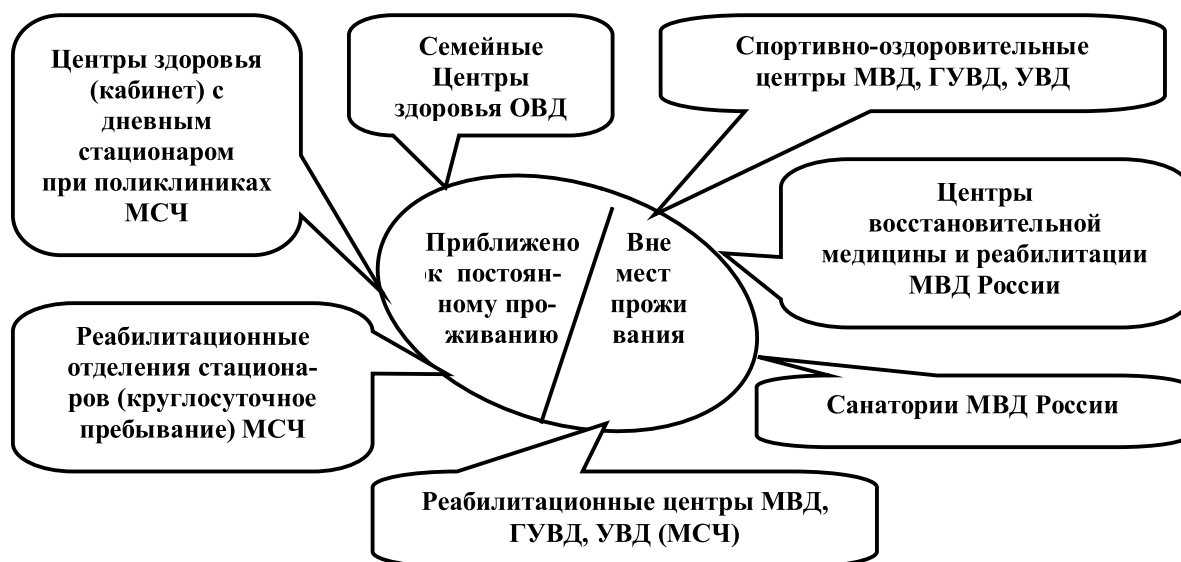 Центры здоровья
(кабинет) с
дневным
стационаром
при поликлиниках
МСЧ
Семейные
Центры
здоровья ОВД
Спортивно-оздоровительные
центры МВД, ГУВД, УВД
Центры
восстановительной
медицины и реабилитации
МВД России
Приближено
к постоян-
ному про-
живанию
Вне
мест
прожи
вания
Реабилитационные
отделения стациона-
ров (круглосуточное
пребывание) МСЧ
Санатории МВД России
Реабилитационные центры МВД,
ГУВД, УВД (МСЧ)